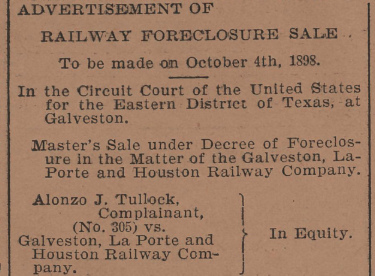 ADVERTISEMENT OF
RAILWAY FORECLOSURE SALE
To be made on October 4th, 1898.
In the Circuit Court of the United States
for the Eastern District of Texas, at
Galveston.
Master's Sale under Decree of Foreclos-
ure in the Matter of the Galveston, La-
Porte and Houston Railway Company.
Alonzo J. Tullock,
Complainant,
(No. 305) vs.
Galveston, La Porte and
Houston Railway Com-
pany.
In Equity.